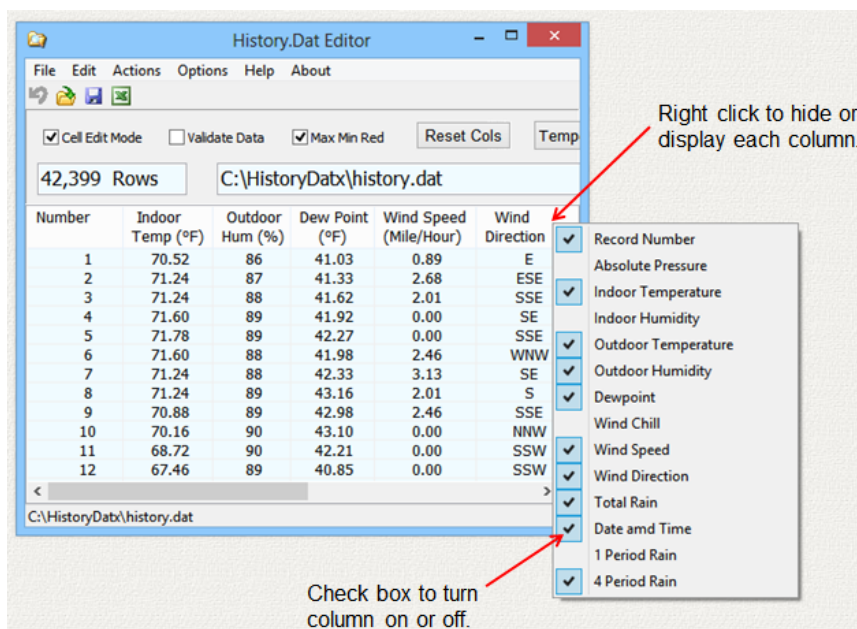 History.Dat Editor
File Edit Actions Options Help About
Cell Edit Mode Validate Data Max Min Red Reset Cols Temp
42,399 Rows C:\HistoryDatx\history.dat
Number Indoor Outdoor Dew Point Wind Speed Wind
Temp (ºF) Hum (%) (ºF) (Mile/Hour) Direction
1 70.52 86 41.03 0.89 E
2 71.24 87 41.33 2.68 ESE
3 71.24 88 41.62 2.01 SSE
4 71.60 89 41.92 0.00 SE
5 71.78 89 42.27 0.00 SSE
6 71.60 88 41.98 2.46 WNW
7 71.24 88 42.33 3.13 SE
8 71.24 89 43.16 2.01 S
9 70.88 89 42.98 2.46 SSE
10 70.16 90 43.10 0.00 NNW
11 68.72 90 42.21 0.00 SSW
12 67.46 89 40.85 0.00 SSW
C:\HistoryDatx\history.dat
Right click to hide or
display each column.
Record Number
Absolute Pressure
Indoor Temperature
Indoor Humidity
Outdoor Temperature
Outdoor Humidity
Dewpoint
Wind Chill
Wind Speed
Wind Direction
Total Rain
Date amd Time
1 Period Rain
4 Period Rain
Check box to turn
column on or off.